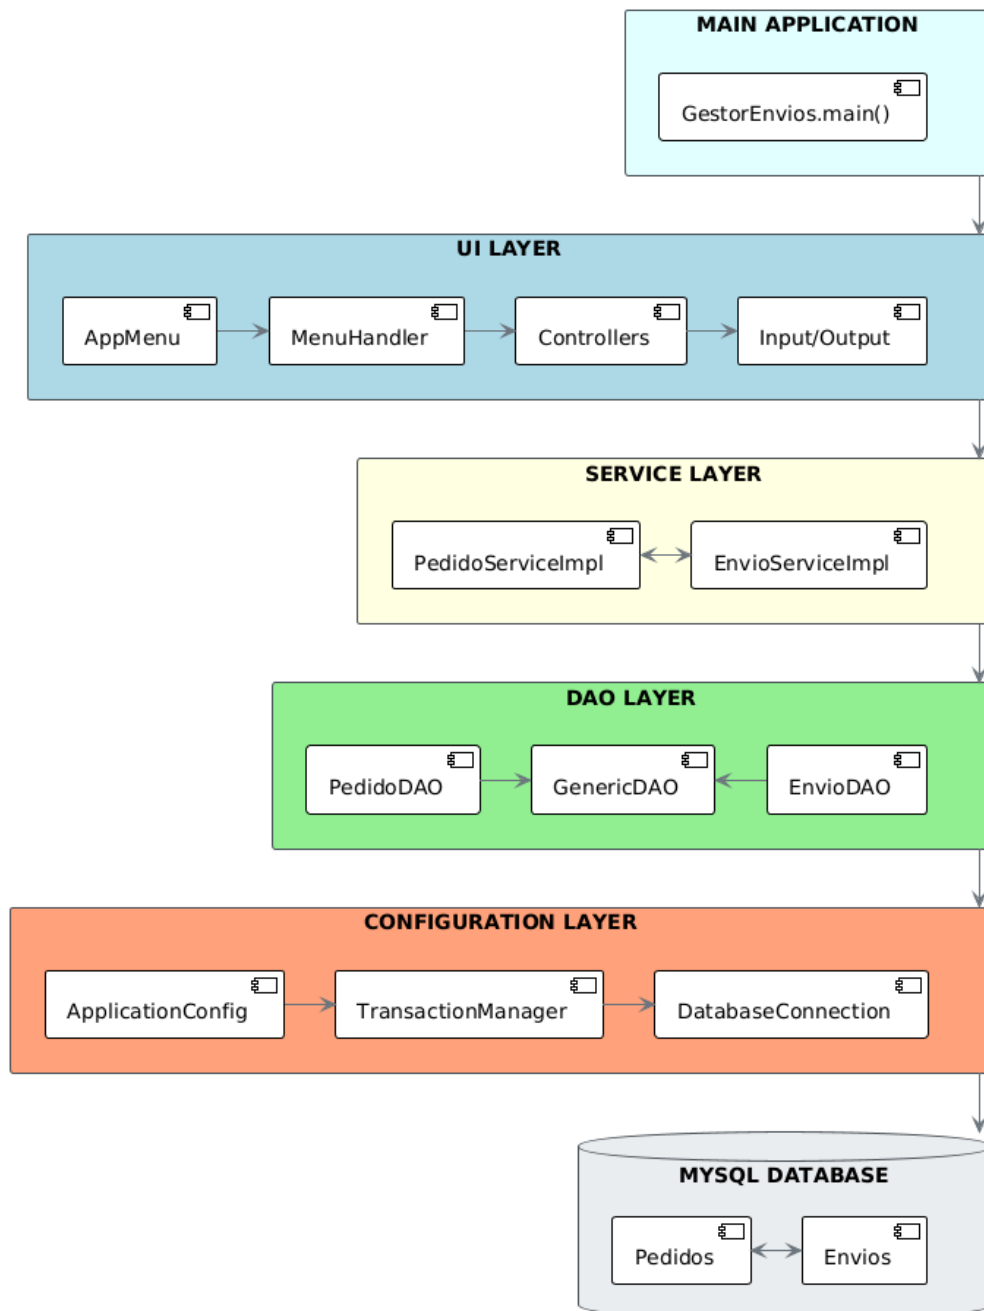 MAIN APPLICATION
GestorEnvios.main()
UI LAYER
AppMenu
MenuHandler
Controllers
Input/Output
SERVICE LAYER
PedidoServiceImpl
EnvioServiceImpl
DAO LAYER
PedidoDAO
GenericDAO
EnvioDAO
CONFIGURATION LAYER
ApplicationConfig
TransactionManager
DatabaseConnection
MYSQL DATABASE
Pedidos
Envios